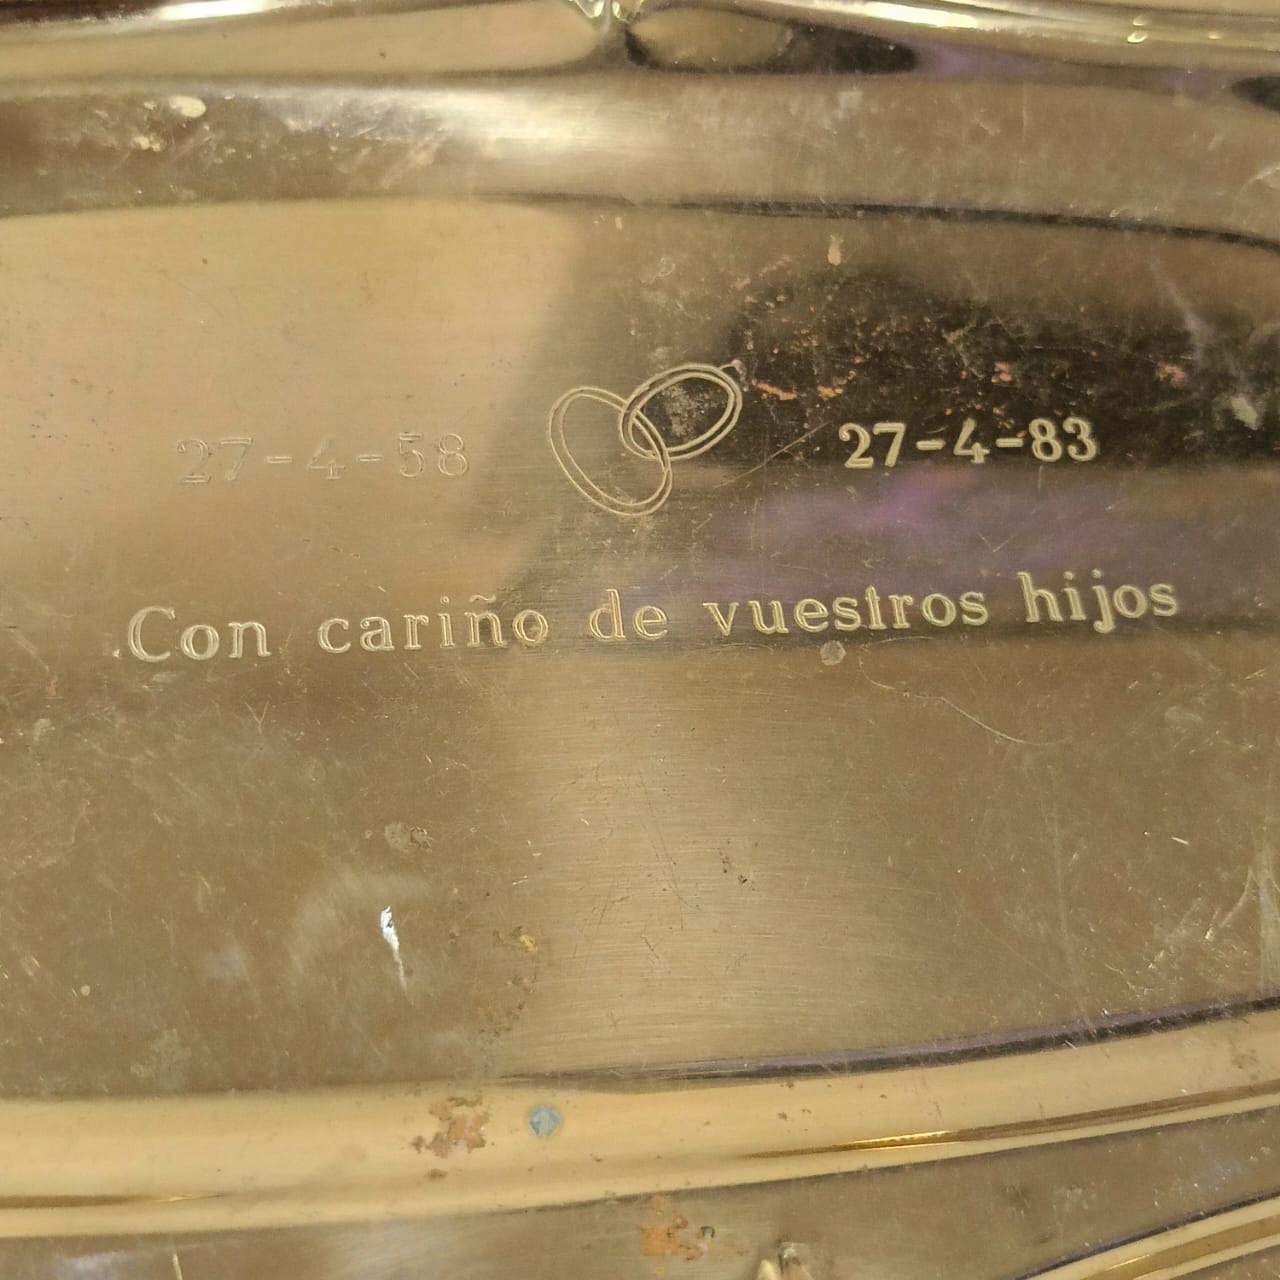 27-4-58 27-4-83
Con cariño de vuestros hijos